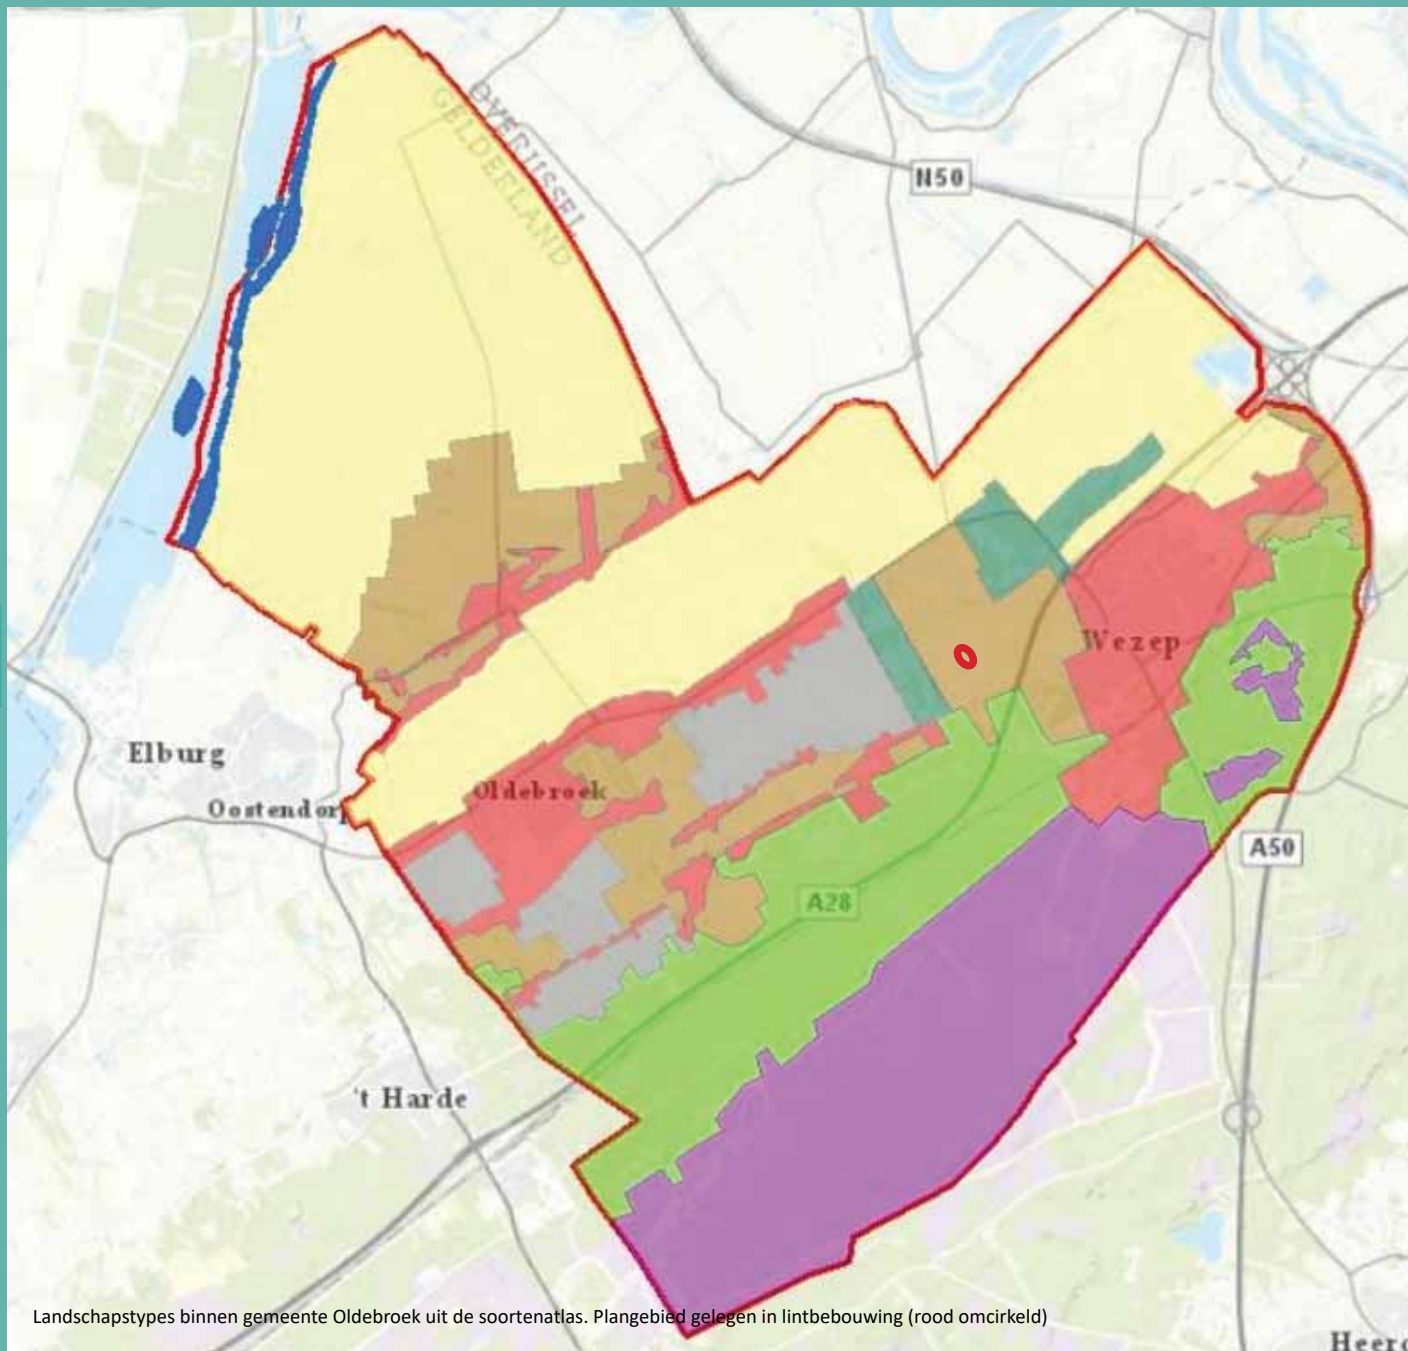 OVERIJSSEL
GELDERLAND
N50
Wezep
Elburg
Oldebroek
Oostendorp
A50
A28
't Harde
Landschapstypes binnen gemeente Oldebroek uit de soortenatlas. Plangebied gelegen in lintbebouwing (rood omcirkeld)